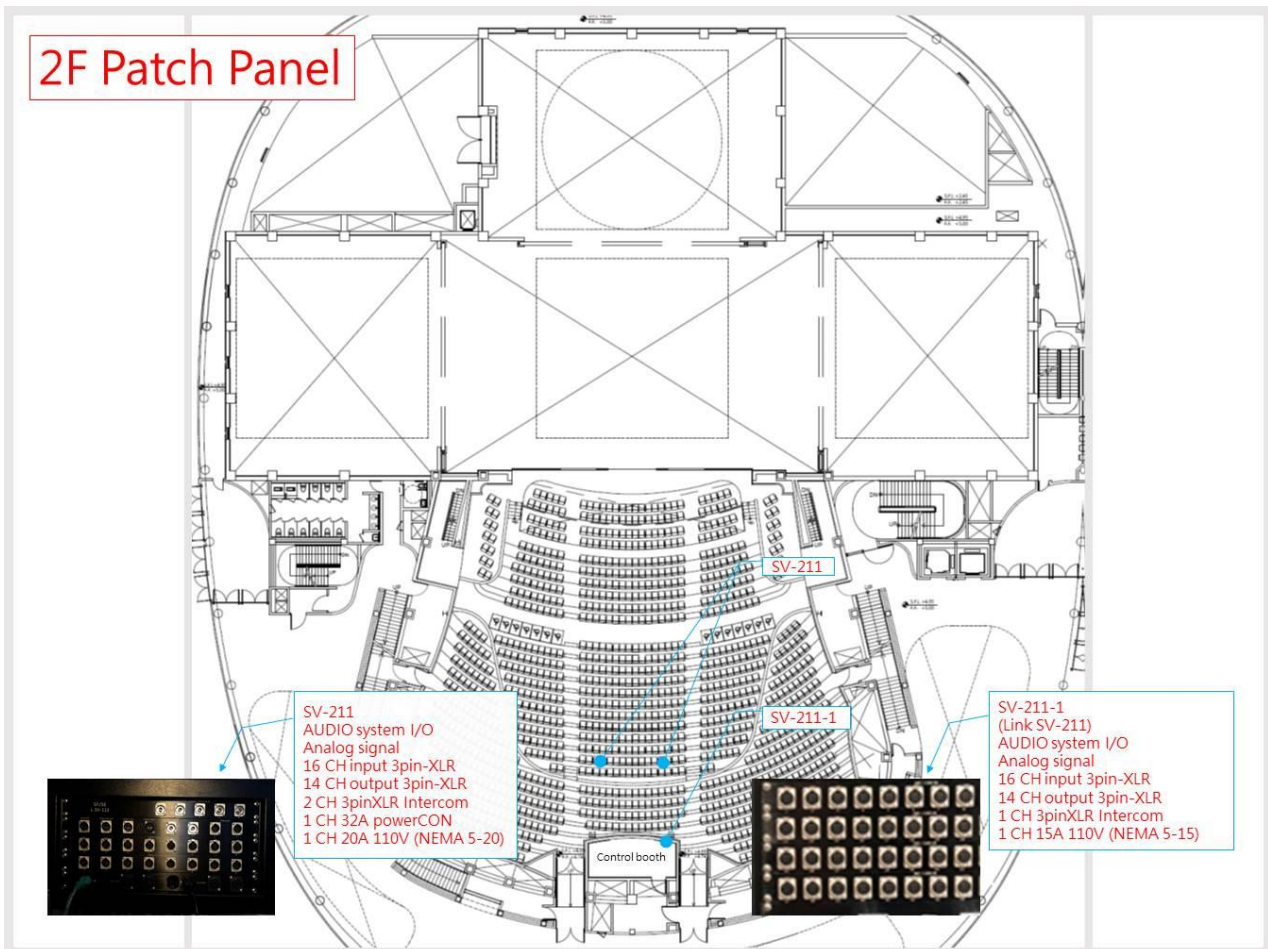 2F Patch Panel
SV-211
SV-211-1
SV-211
AUDIO system I/O
Analog signal
16 CH input 3pin-XLR
14 CH output 3pin-XLR
2 CH 3pinXLR Intercom
1 CH 32A powerCON
1 CH 20A 110V (NEMA 5-20)
SV-211-1
(Link SV-211)
AUDIO system I/O
Analog signal
16 CH input 3pin-XLR
14 CH output 3pin-XLR
1 CH 3pinXLR Intercom
1 CH 15A 110V (NEMA 5-15)
Control booth